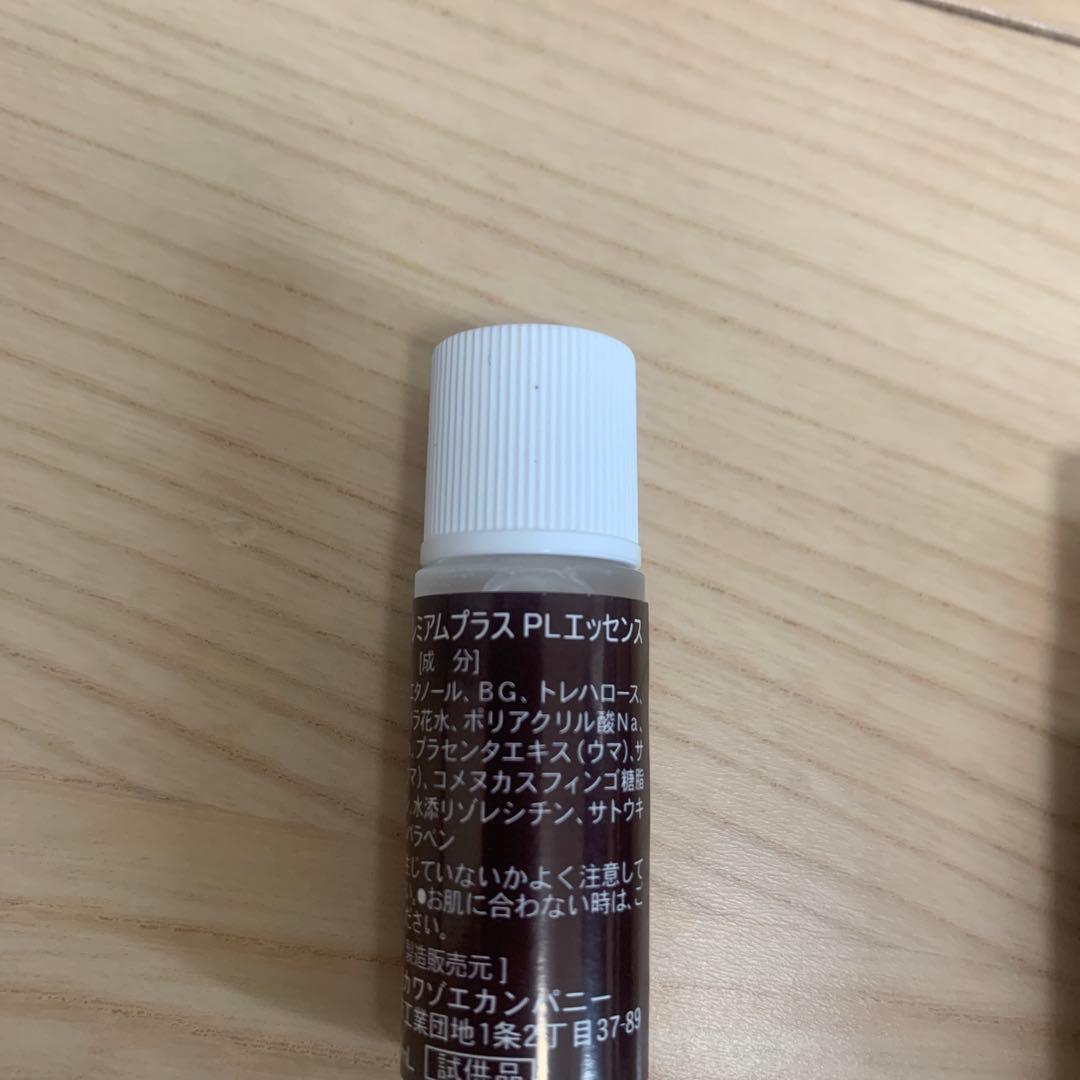 ミアムプラス PLエッセンス
[成 分]
タノール、BG、トレハロース、
ラ花水、ポリアクリル酸Na、
プラセンタエキス(ウマ)、サ
マ)、コメヌカスフィンゴ糖脂
、水添リゾレシチン、サトウキ
パラベン
生じていないかよく注意して
い。●お肌に合わない時は、こ
ださい。
製造販売元]
カワゾエカンパニー
工業団地1条2丁目37-89
mL 試供品